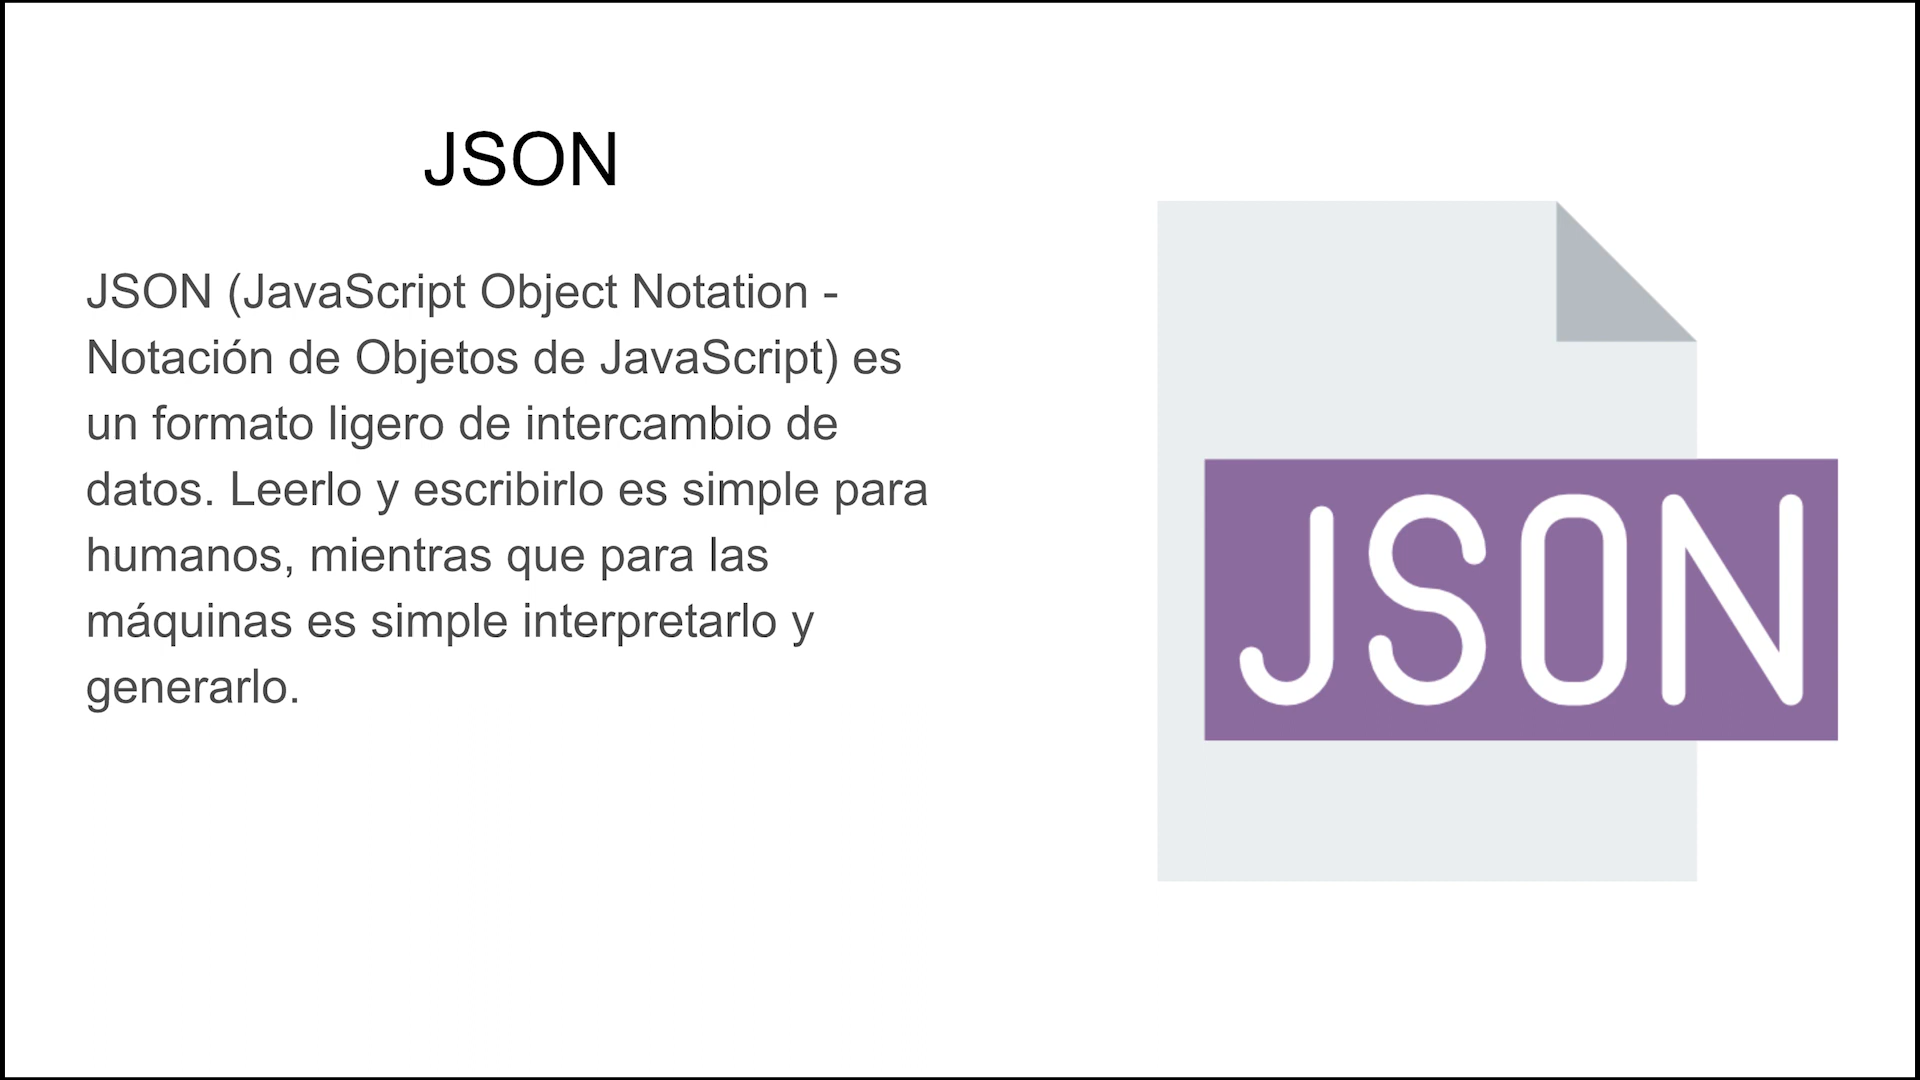 JSON
JSON (JavaScript Object Notation -
Notación de Objetos de JavaScript) es
un formato ligero de intercambio de
datos. Leerlo y escribirlo es simple para
humanos, mientras que para las
máquinas es simple interpretarlo y
generarlo.
JSON